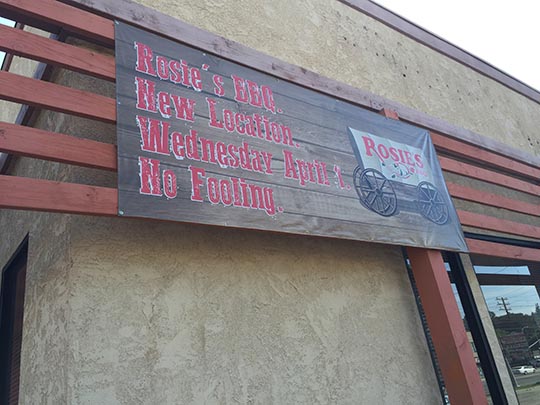 Rosie's BBQ.
New Location.
Wednesday April 1.
No Fooling.
ROSIE'S